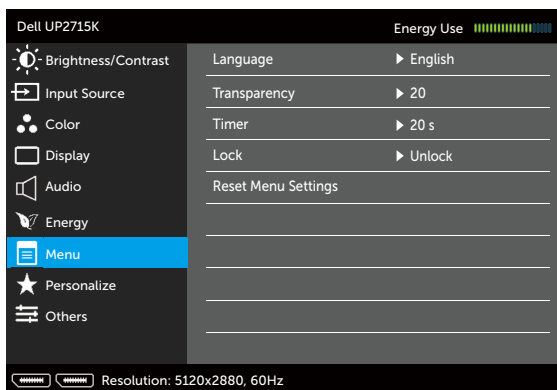 Dell UP2715K Energy Use
Brightness/Contrast
Input Source
Color
Display
Audio
Energy
Menu
Personalize
Others
Language English
Transparency 20
Timer 20 s
Lock Unlock
Reset Menu Settings
Resolution: 5120x2880, 60Hz